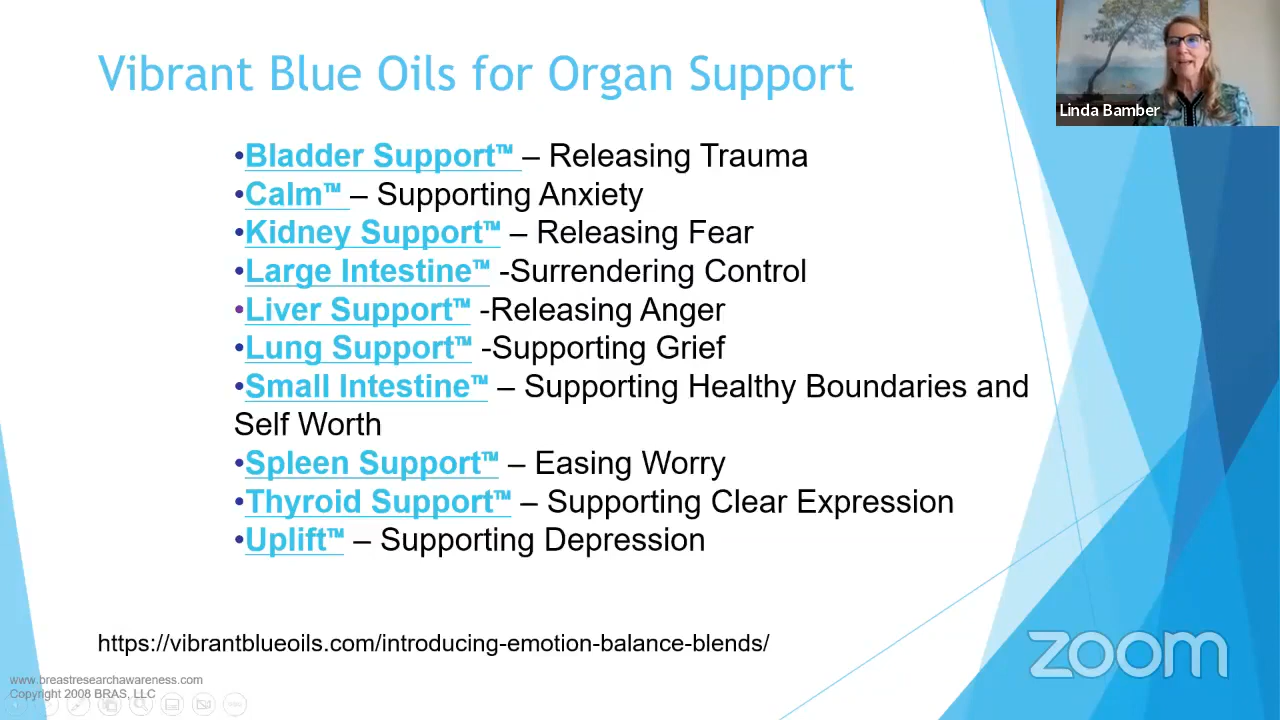 Vibrant Blue Oils for Organ Support
Linda Bamber
•Bladder Support™ – Releasing Trauma
•Calm™ – Supporting Anxiety
•Kidney Support™ – Releasing Fear
•Large Intestine™ -Surrendering Control
•Liver Support™ -Releasing Anger
•Lung Support™ -Supporting Grief
•Small Intestine™ – Supporting Healthy Boundaries and
Self Worth
•Spleen Support™ – Easing Worry
•Thyroid Support™ – Supporting Clear Expression
•Uplift™ – Supporting Depression
https://vibrantblueoils.com/introducing-emotion-balance-blends/
zoom
www.breastresearchawareness.com
Copyright 2008 BRAS, LLC